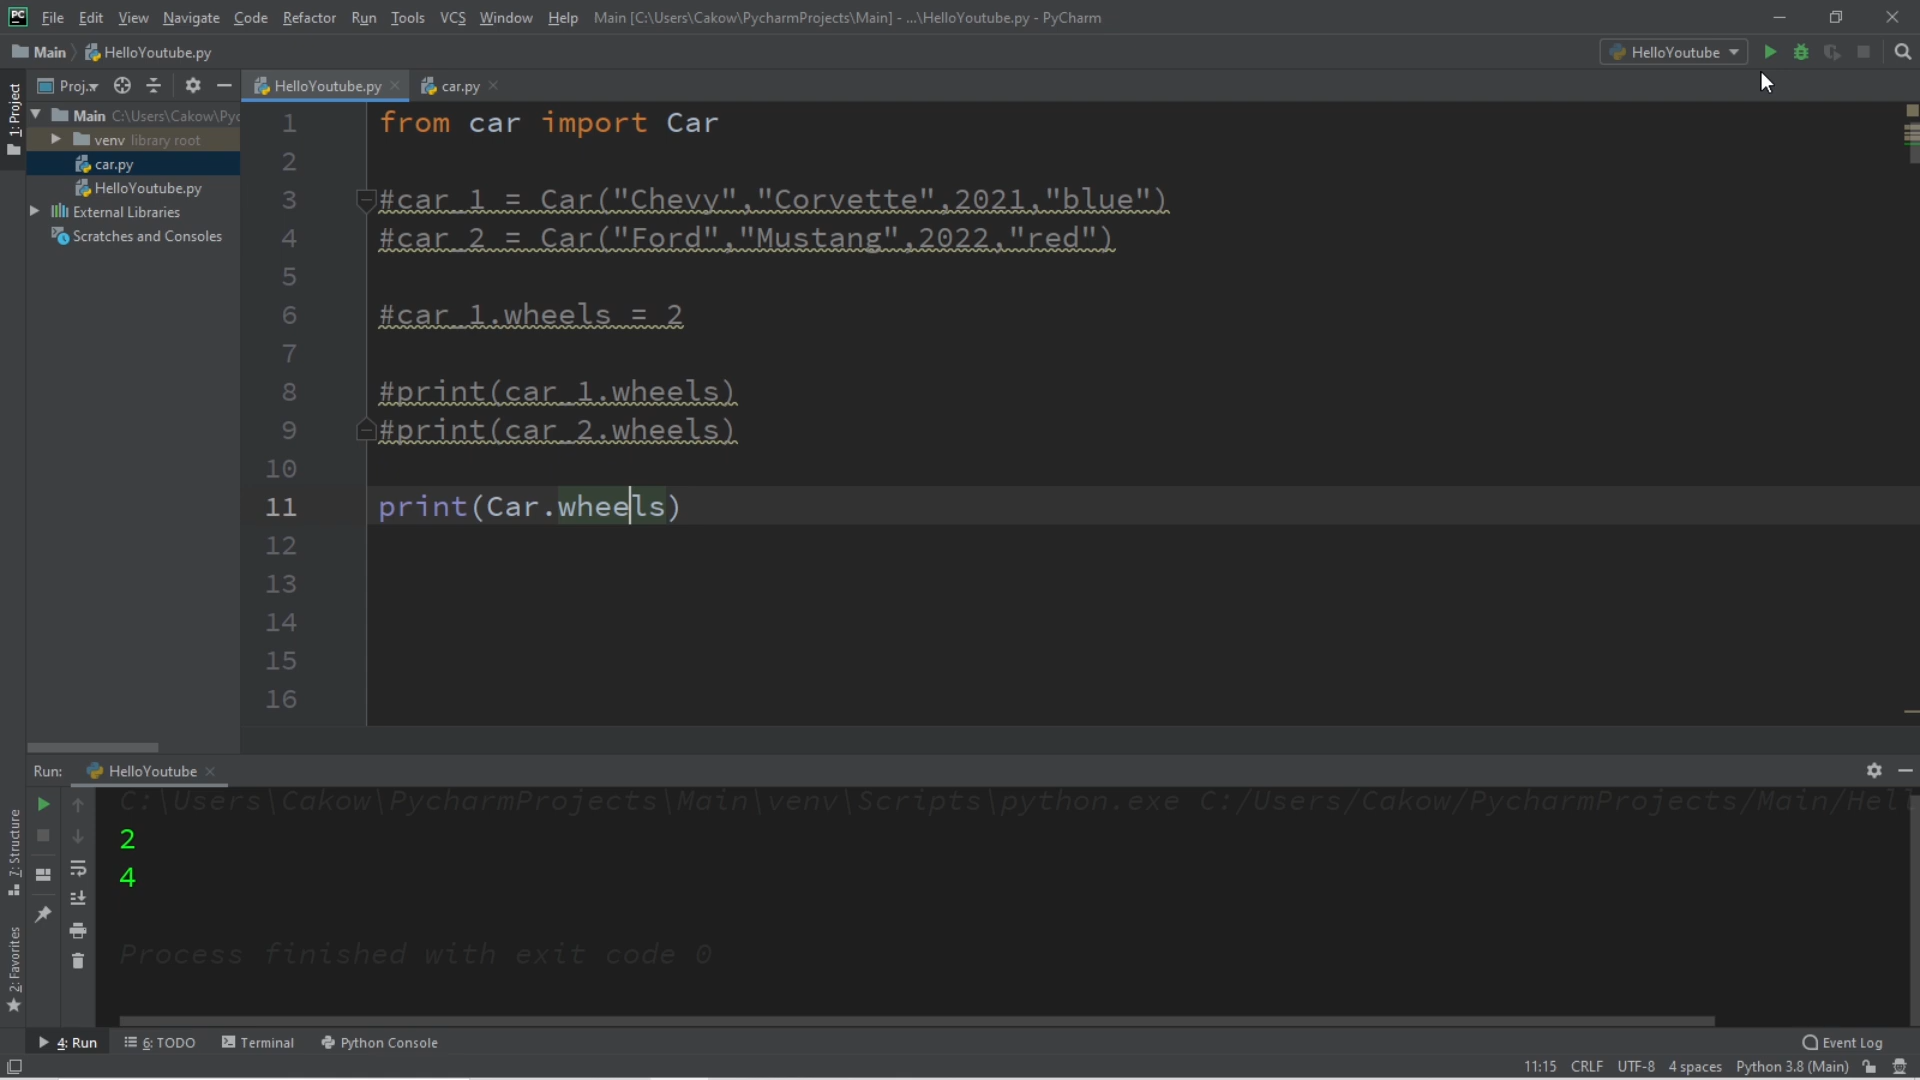 PC File Edit View Navigate Code Refactor Run Tools VCS Window Help Main [C:\Users\Cakow\PycharmProjects\Main] - ...\HelloYoutube.py - PyCharm
Main HelloYoutube.py HelloYoutube
1: Project
Proj... HelloYoutube.py car.py
Main C:\Users\Cakow\Pyc
venv library root
car.py
HelloYoutube.py
External Libraries
Scratches and Consoles
1 from car import Car
2
3 #car_1 = Car("Chevy","Corvette",2021,"blue")
4 #car_2 = Car("Ford","Mustang",2022,"red")
5
6 #car_1.wheels = 2
7
8 #print(car_1.wheels)
9 #print(car_2.wheels)
10
11 print(Car.wheels)
12
13
14
15
16
Run: HelloYoutube
C:\Users\Cakow\PycharmProjects\Main\venv\Scripts\python.exe C:/Users/Cakow/PycharmProjects/Main/Hell
2
4
Process finished with exit code 0
7: Structure
2: Favorites
4: Run 6: TODO Terminal Python Console Event Log
11:15 CRLF UTF-8 4 spaces Python 3.8 (Main)